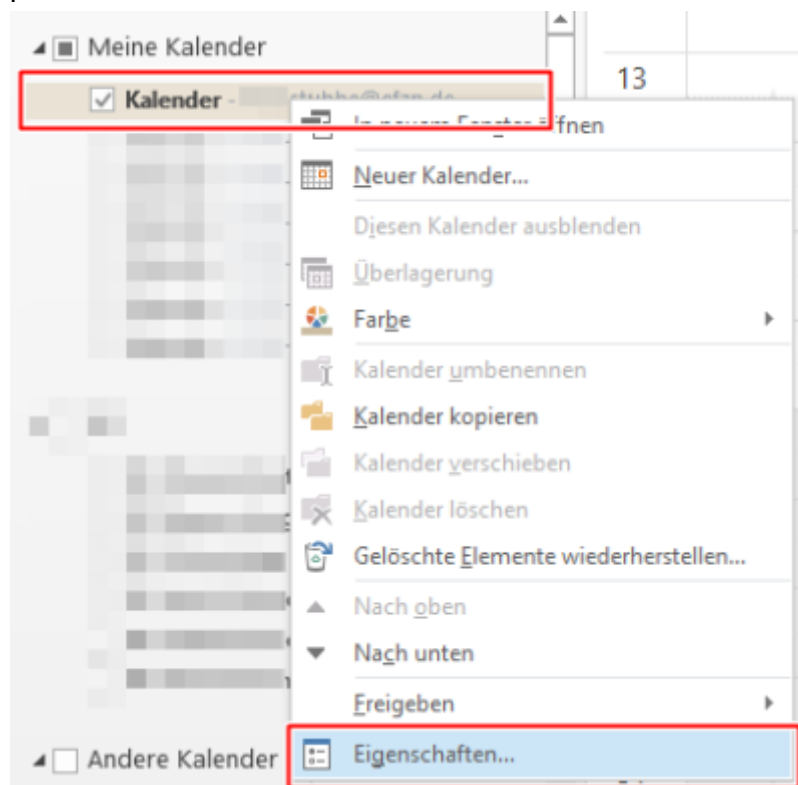 Meine Kalender
Kalender -
13
In neuem Fenster öffnen
Neuer Kalender...
Diesen Kalender ausblenden
Überlagerung
Farbe
Kalender umbenennen
Kalender kopieren
Kalender verschieben
Kalender löschen
Gelöschte Elemente wiederherstellen...
Nach oben
Nach unten
Freigeben
Andere Kalender
Eigenschaften...